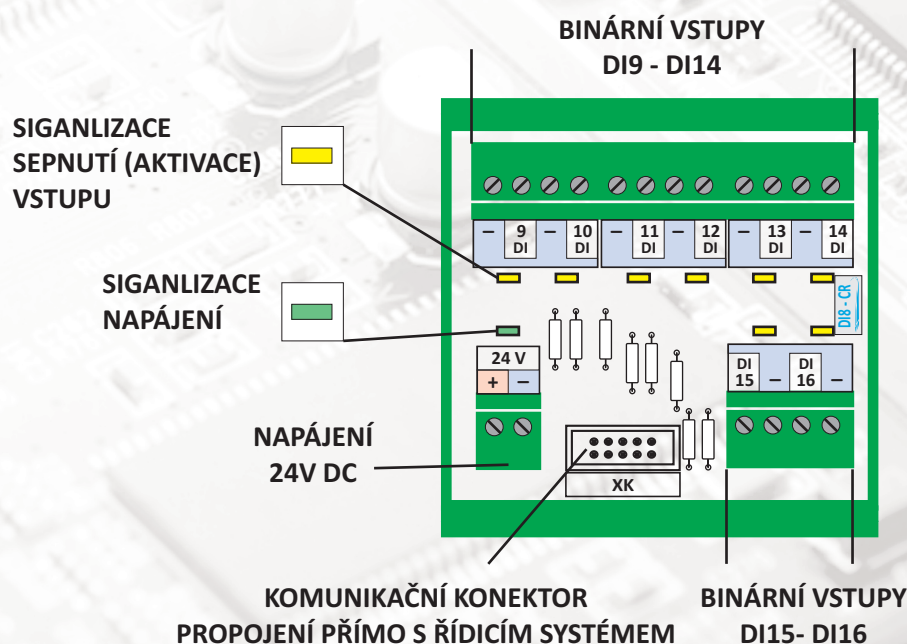 BINÁRNÍ VSTUPY
DI9 - DI14
SIGANLIZACE
SEPNUTÍ (AKTIVACE)
VSTUPU
– 9 DI – 10 DI – 11 DI – 12 DI – 13 DI – 14 DI
SIGANLIZACE
NAPÁJENÍ
DI8 - CR
24 V
+ –
DI 15 – DI 16 –
NAPÁJENÍ
24V DC
XK
KOMUNIKAČNÍ KONEKTOR
PROPOJENÍ PŘÍMO S ŘÍDICÍM SYSTÉMEM
BINÁRNÍ VSTUPY
DI15- DI16